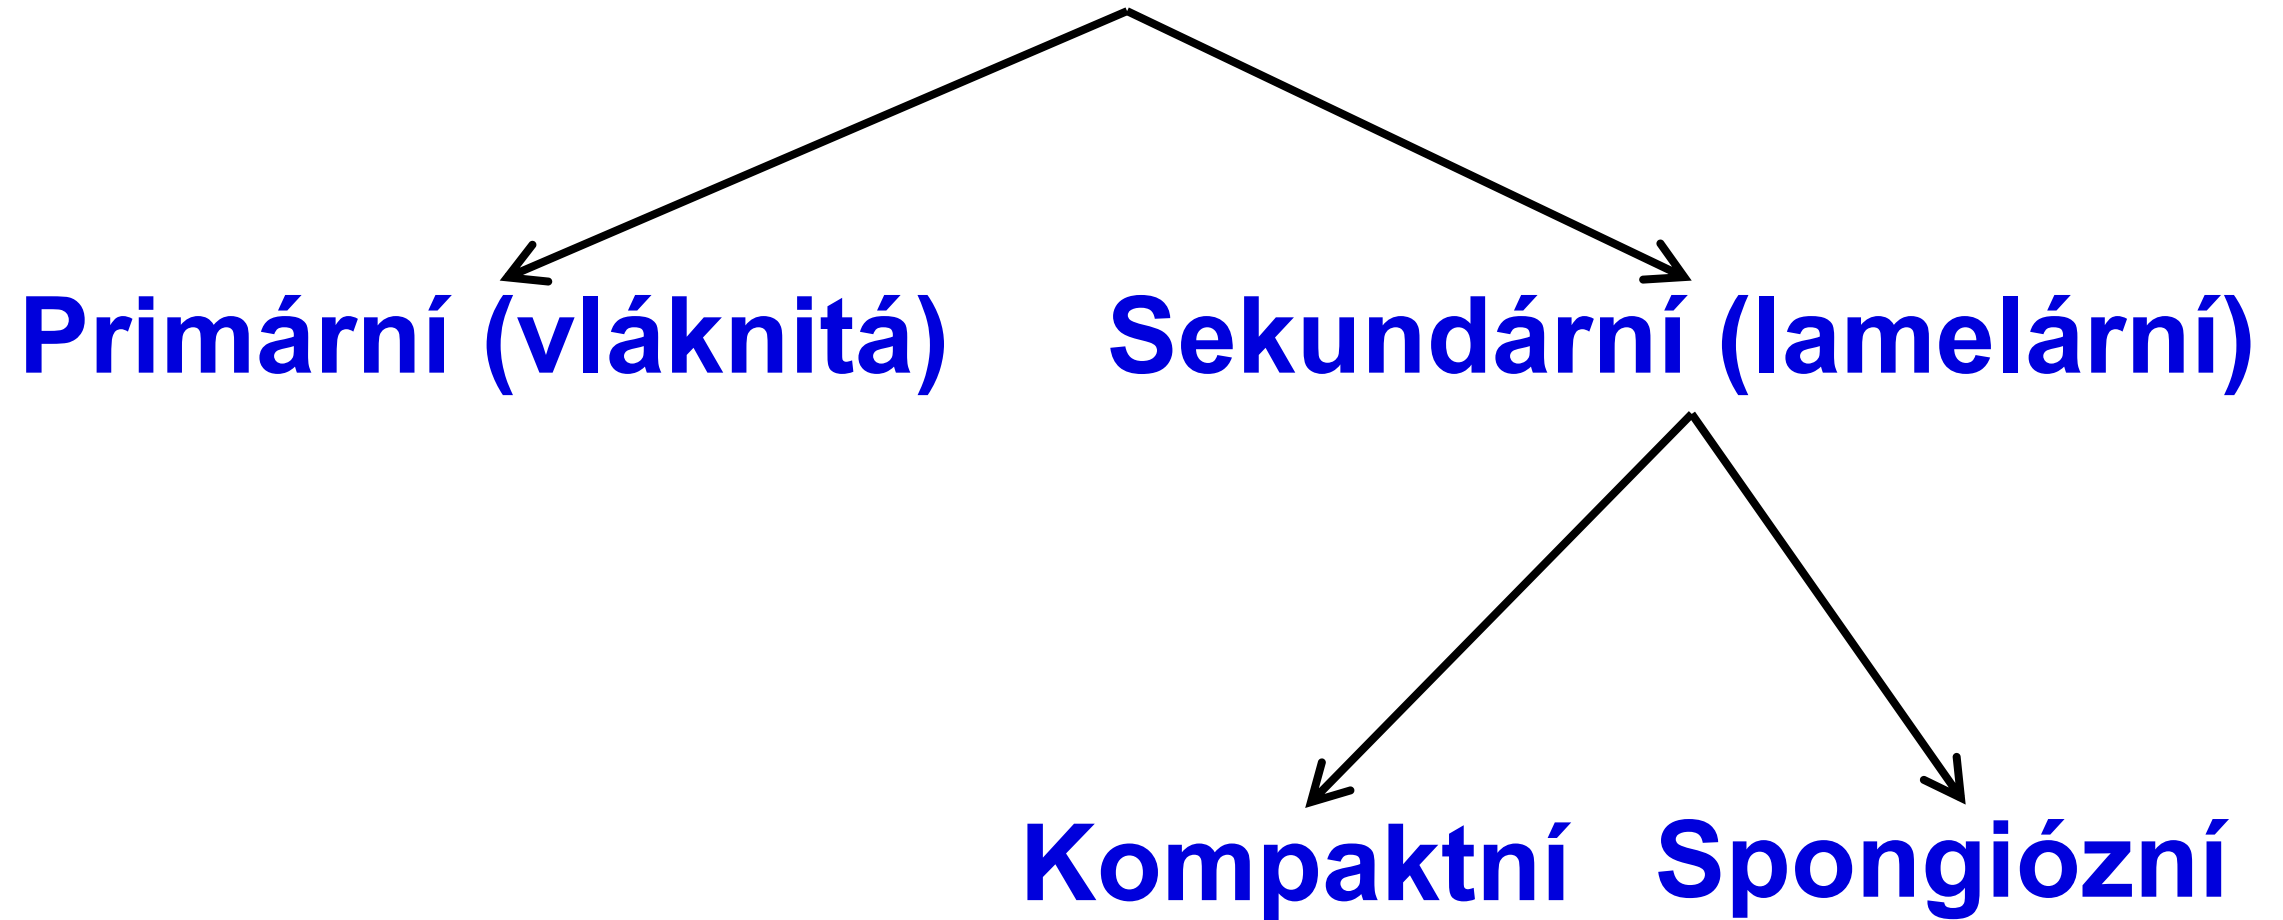 Primární (vláknitá) Sekundární (lamelární)
Kompaktní Spongiózní